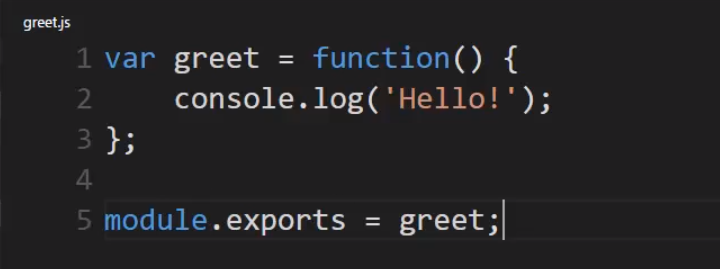 greet.js
1 var greet = function() {
2     console.log('Hello!');
3 };
4
5 module.exports = greet;